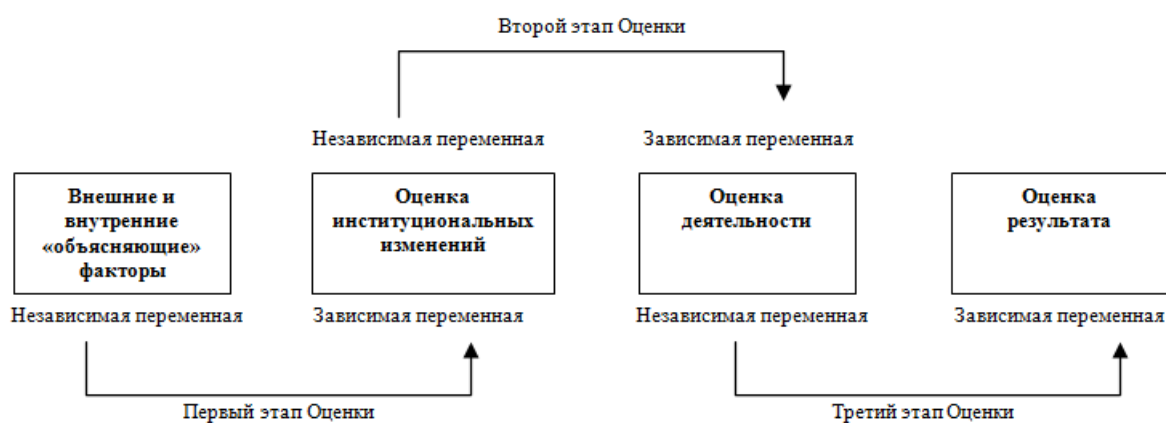 Второй этап Оценки
Независимая переменная
Зависимая переменная
Внешние и
внутренние
«объясняющие»
факторы
Оценка
институциональных
изменений
Оценка
деятельности
Оценка
результата
Независимая переменная
Зависимая переменная
Независимая переменная
Зависимая переменная
Первый этап Оценки
Третий этап Оценки